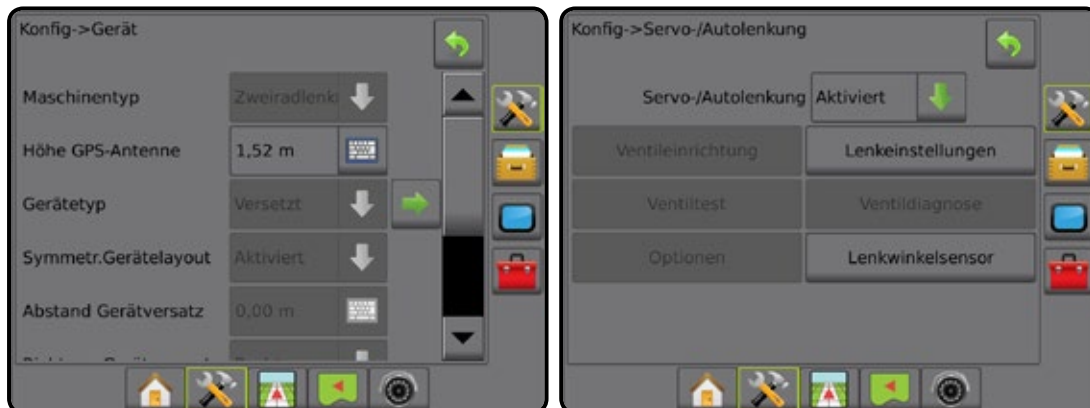 Konfig->Gerät
Maschinentyp
Zweiradlenk
Höhe GPS-Antenne
1,52 m
Gerätetyp
Versetzt
Symmetr.Gerätelayout
Aktiviert
Abstand Gerätversatz
0,00 m
Konfig->Servo-/Autolenkung
Servo-/Autolenkung
Aktiviert
Ventileinrichtung
Lenkeinstellungen
Ventiltest
Ventildiagnose
Optionen
Lenkwinkelsensor